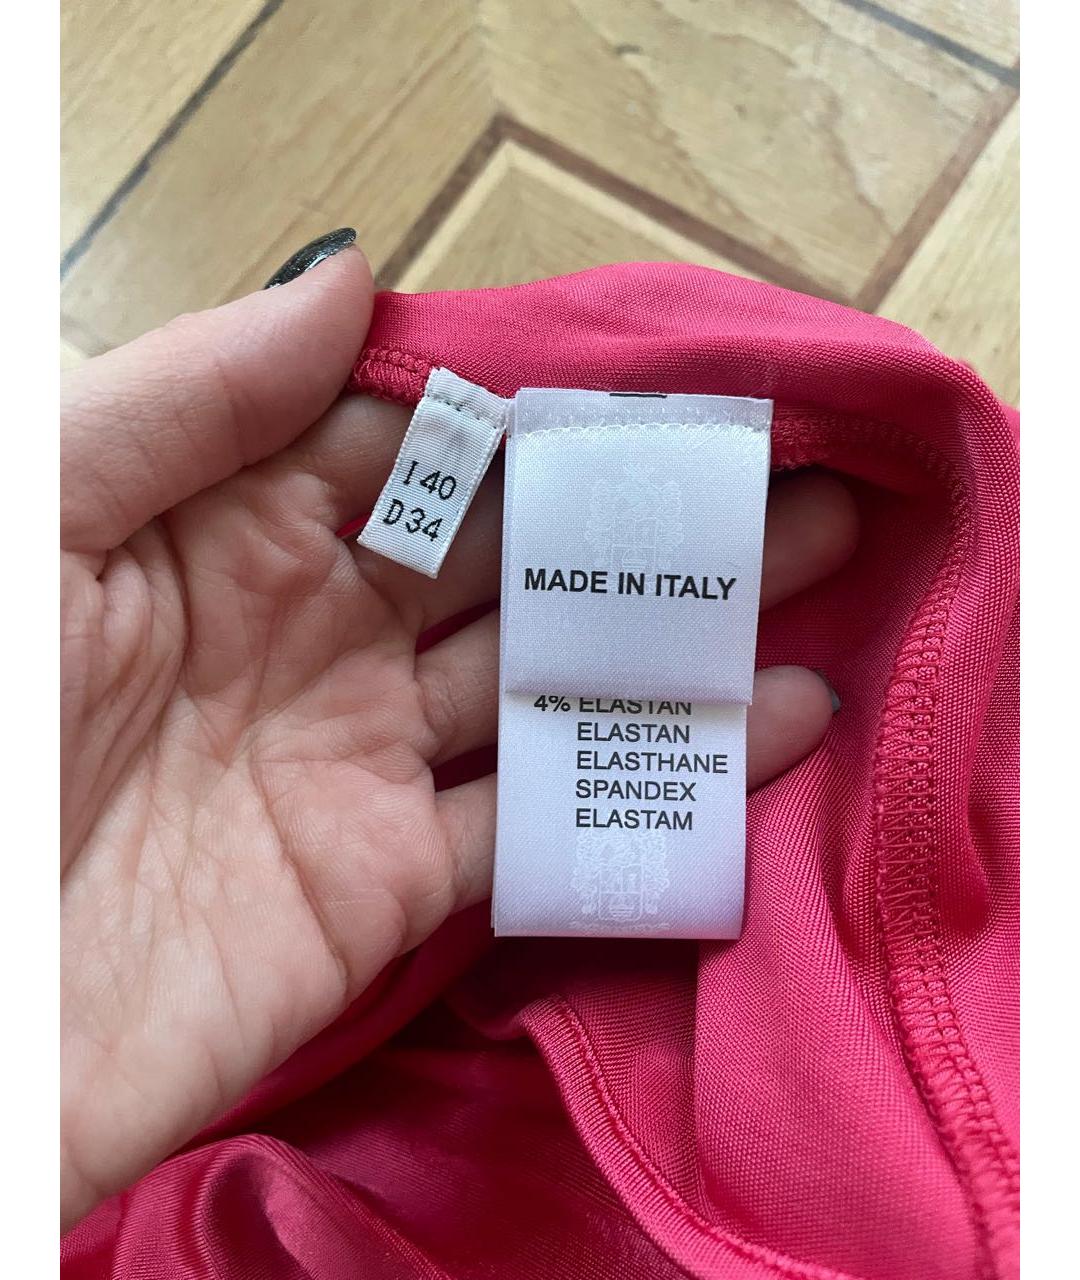 I 40
D 34
MADE IN ITALY
4% ELASTAN
ELASTAN
ELASTHANE
SPANDEX
ELASTAM